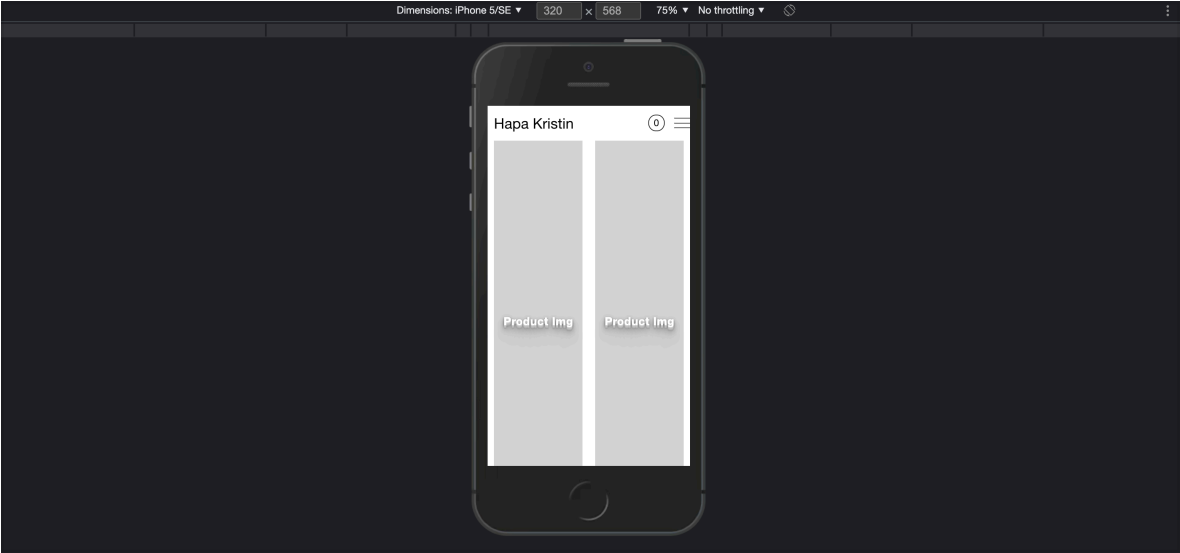 Dimensions: iPhone 5/SE ▼ 320 × 568 75% ▼ No throttling ▼
Hapa Kristin 0
Product Img Product Img